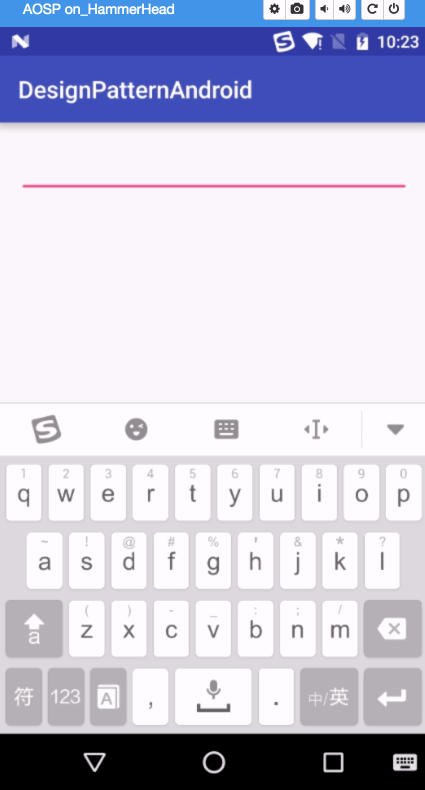 AOSP on_HammerHead
10:23
DesignPatternAndroid
1 2 3 4 5 6 7 8 9 0
q w e r t y u i o p
~ ! @ # % ' & * ?
a s d f g h j k l
( ) - _ : ; /
a z x c v b n m
符 123 A , . 中/英